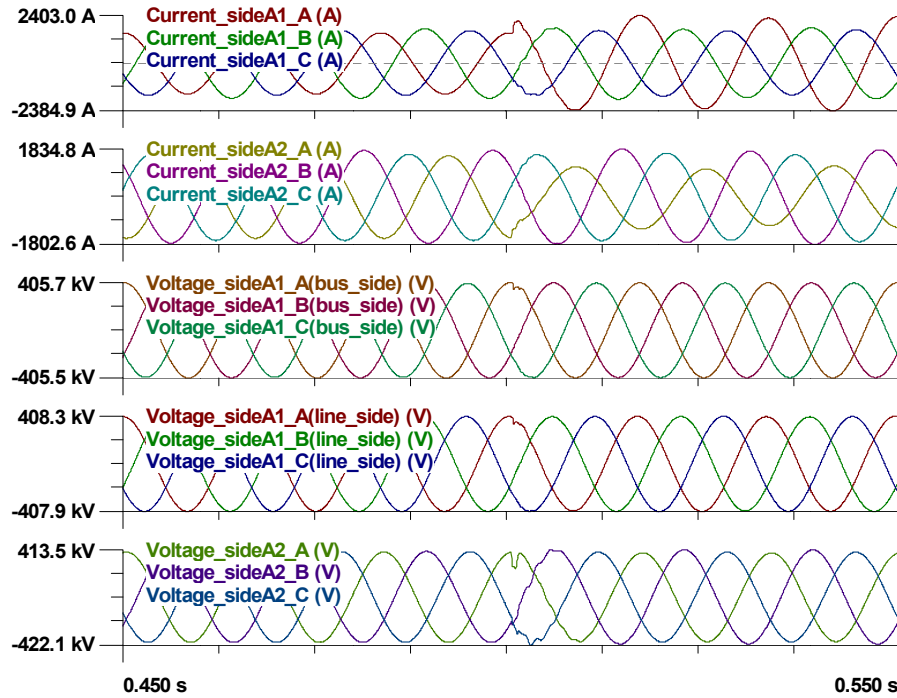 2403.0 A
Current_sideA1_A (A)
Current_sideA1_B (A)
Current_sideA1_C (A)
-2384.9 A
1834.8 A
Current_sideA2_A (A)
Current_sideA2_B (A)
Current_sideA2_C (A)
-1802.6 A
405.7 kV
Voltage_sideA1_A(bus_side) (V)
Voltage_sideA1_B(bus_side) (V)
Voltage_sideA1_C(bus_side) (V)
-405.5 kV
408.3 kV
Voltage_sideA1_A(line_side) (V)
Voltage_sideA1_B(line_side) (V)
Voltage_sideA1_C(line_side) (V)
-407.9 kV
413.5 kV
Voltage_sideA2_A (V)
Voltage_sideA2_B (V)
Voltage_sideA2_C (V)
-422.1 kV
0.450 s 0.550 s